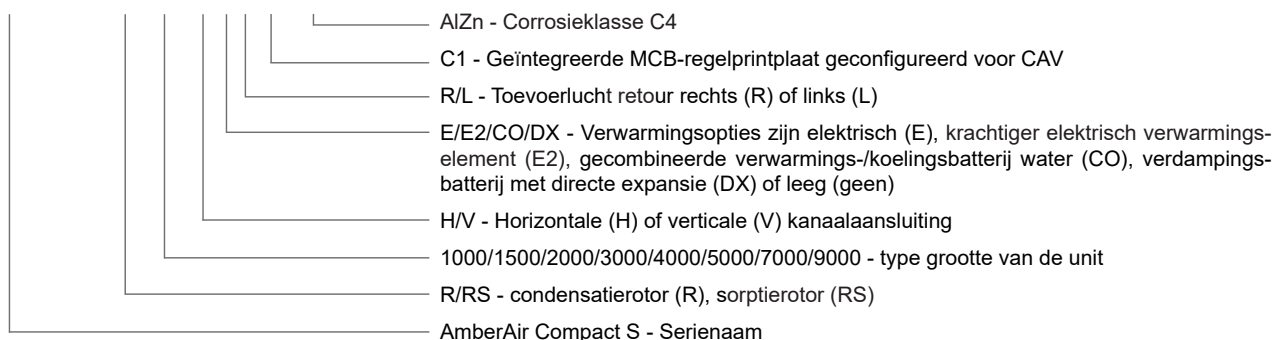 AlZn - Corrosieklasse C4
C1 - Geïntegreerde MCB-regelprintplaat geconfigureerd voor CAV
R/L - Toevoerlucht retour rechts (R) of links (L)
E/E2/CO/DX - Verwarmingsopties zijn elektrisch (E), krachtiger elektrisch verwarmings-
element (E2), gecombineerde verwarmings-/koelingsbatterij water (CO), verdampings-
batterij met directe expansie (DX) of leeg (geen)
H/V - Horizontale (H) of verticale (V) kanaalaansluiting
1000/1500/2000/3000/4000/5000/7000/9000 - type grootte van de unit
R/RS - condensatierotor (R), sorptierotor (RS)
AmberAir Compact S - Serienaam